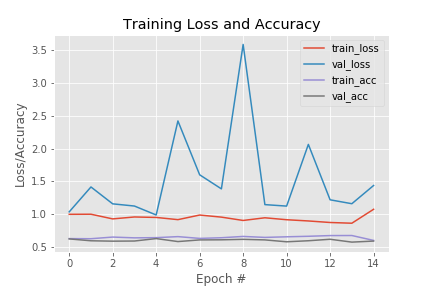 Training Loss and Accuracy
train_loss
val_loss
train_acc
val_acc
3.5
3.0
2.5
2.0
1.5
1.0
0.5
Loss/Accuracy
0 2 4 6 8 10 12 14
Epoch #